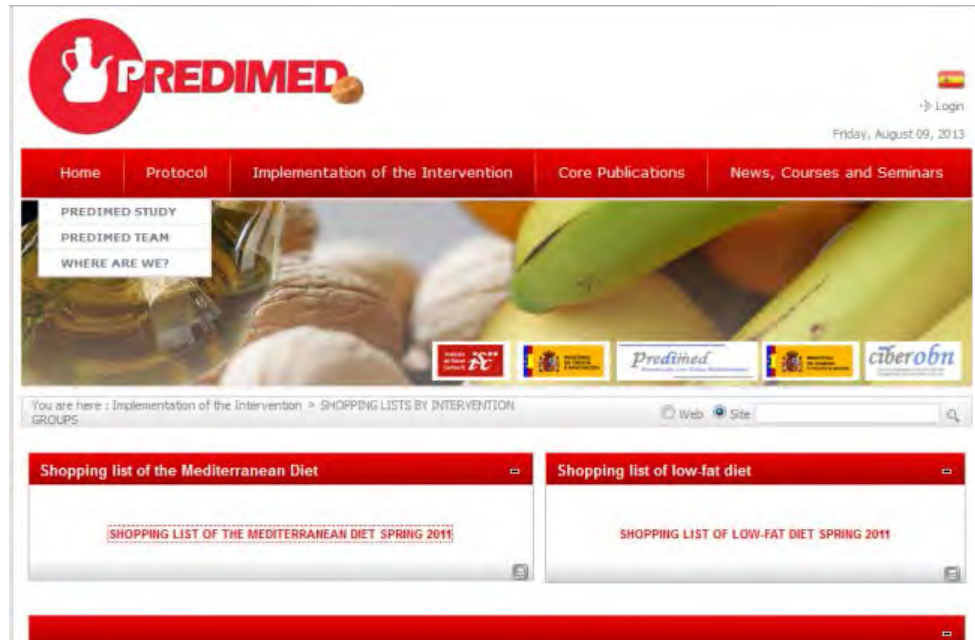 PREDIMED
Login
Friday, August 09, 2013
Home Protocol Implementation of the Intervention Core Publications News, Courses and Seminars
PREDIMED STUDY
PREDIMED TEAM
WHERE ARE WE?
Predimed
ciberobn
You are here : Implementation of the Intervention > SHOPPING LISTS BY INTERVENTION
GROUPS
Web Site
Shopping list of the Mediterranean Diet
SHOPPING LIST OF THE MEDITERRANEAN DIET SPRING 2011
Shopping list of low-fat diet
SHOPPING LIST OF LOW-FAT DIET SPRING 2011